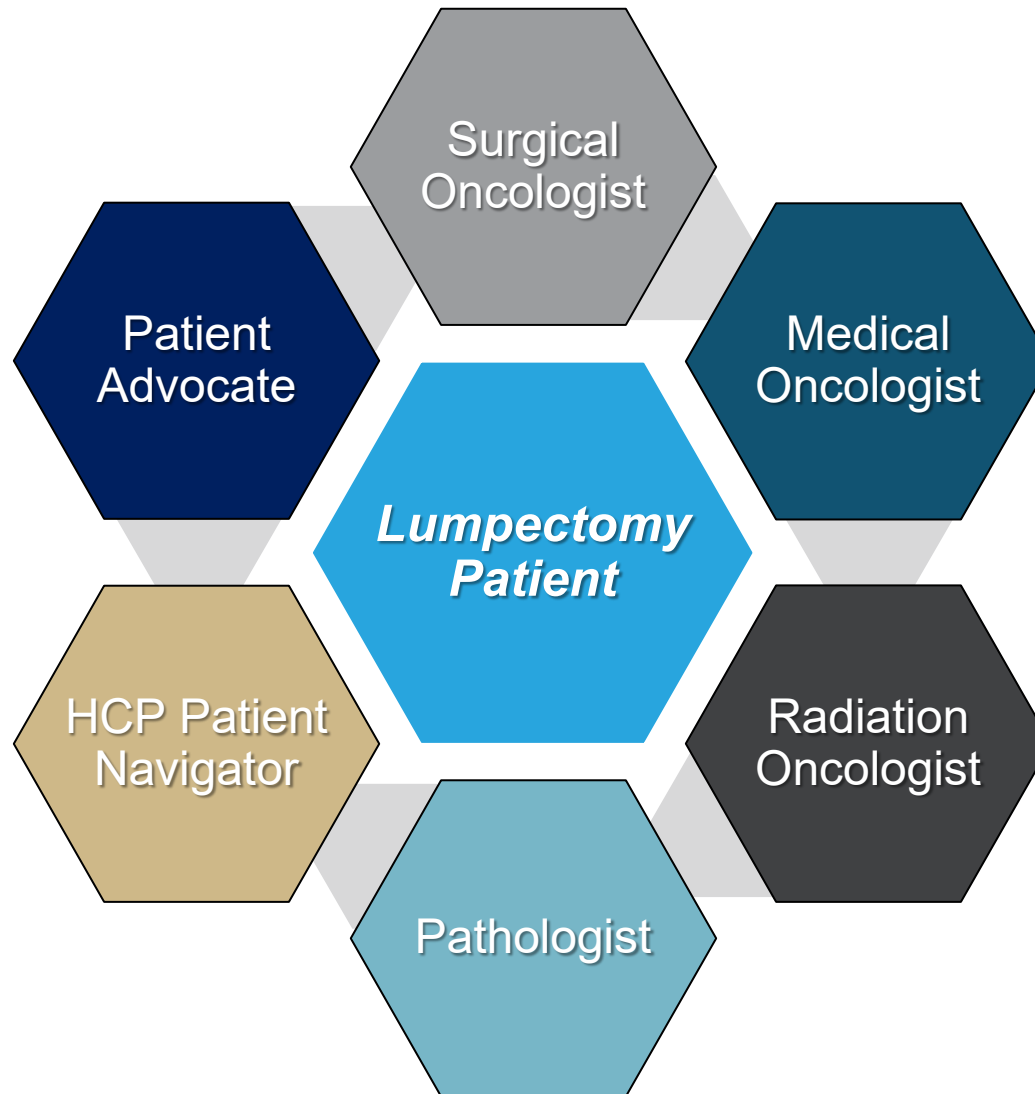 Surgical
Oncologist
Patient
Advocate
Medical
Oncologist
Lumpectomy
Patient
HCP Patient
Navigator
Radiation
Oncologist
Pathologist